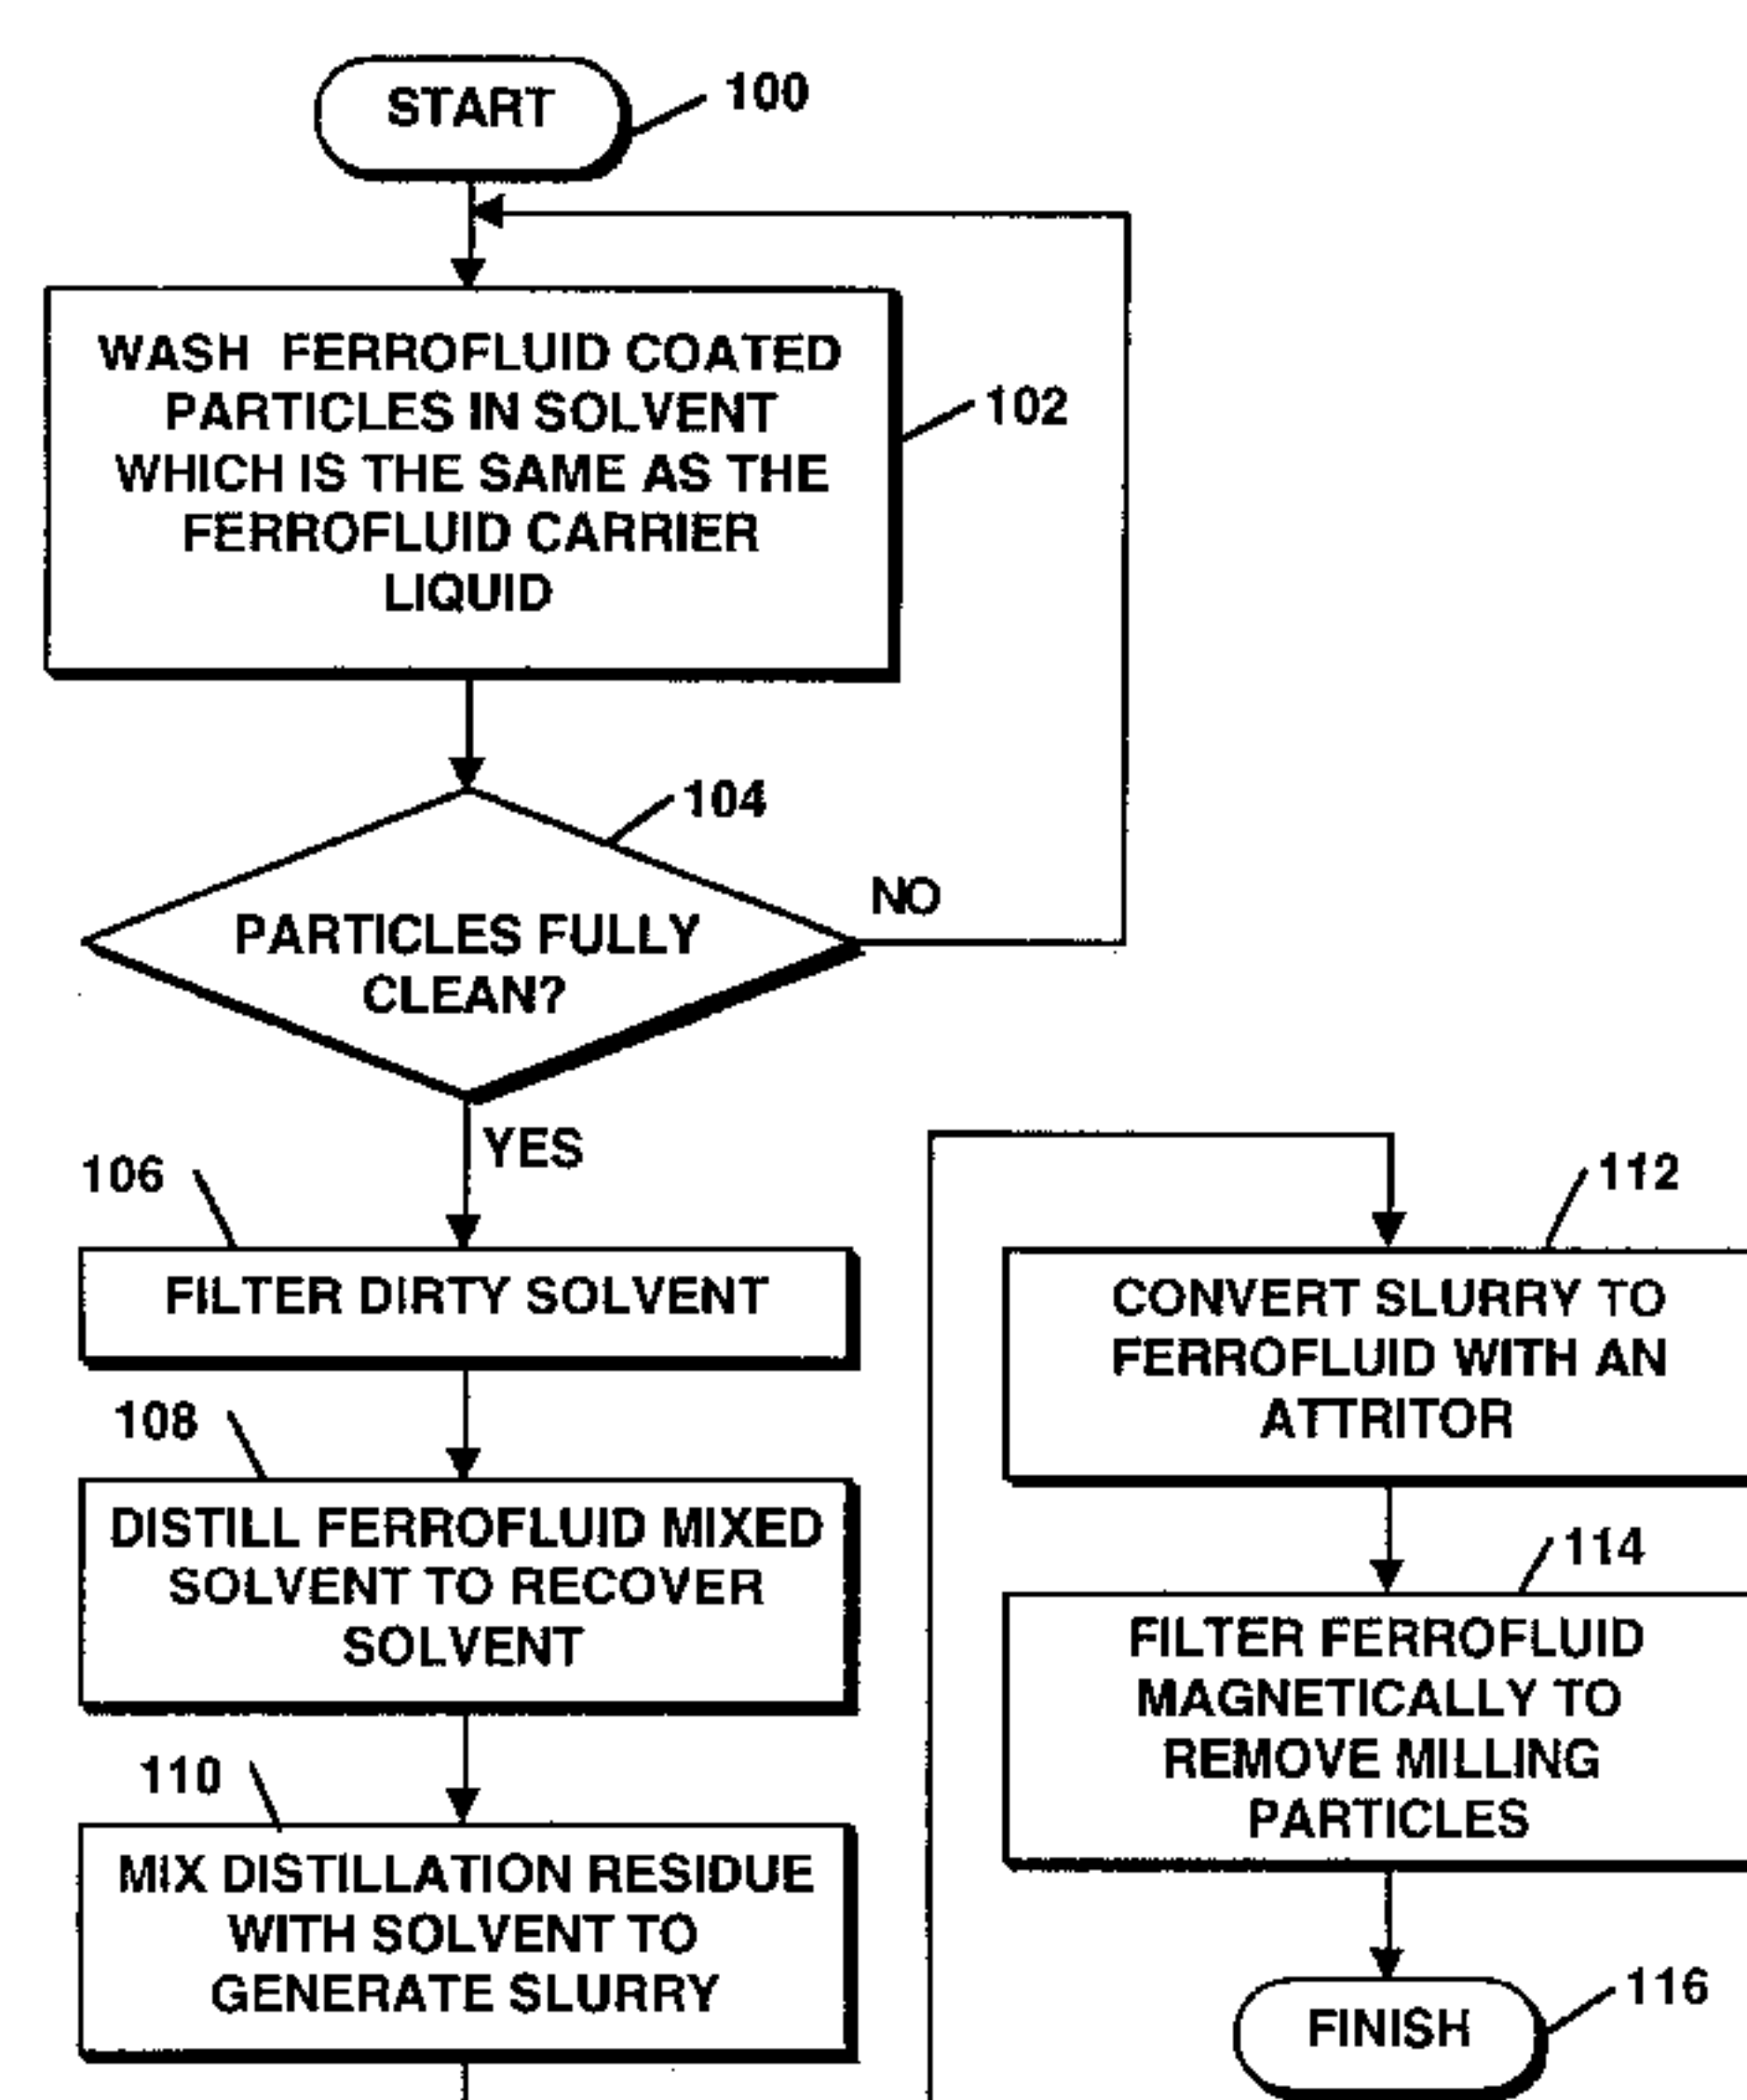 START
100
WASH FERROFLUID COATED
PARTICLES IN SOLVENT
WHICH IS THE SAME AS THE
FERROFLUID CARRIER
LIQUID
102
104
PARTICLES FULLY
CLEAN?
NO
YES
106
FILTER DIRTY SOLVENT
108
DISTILL FERROFLUID MIXED
SOLVENT TO RECOVER
SOLVENT
110
MIX DISTILLATION RESIDUE
WITH SOLVENT TO
GENERATE SLURRY
112
CONVERT SLURRY TO
FERROFLUID WITH AN
ATTRITOR
114
FILTER FERROFLUID
MAGNETICALLY TO
REMOVE MILLING
PARTICLES
FINISH
116